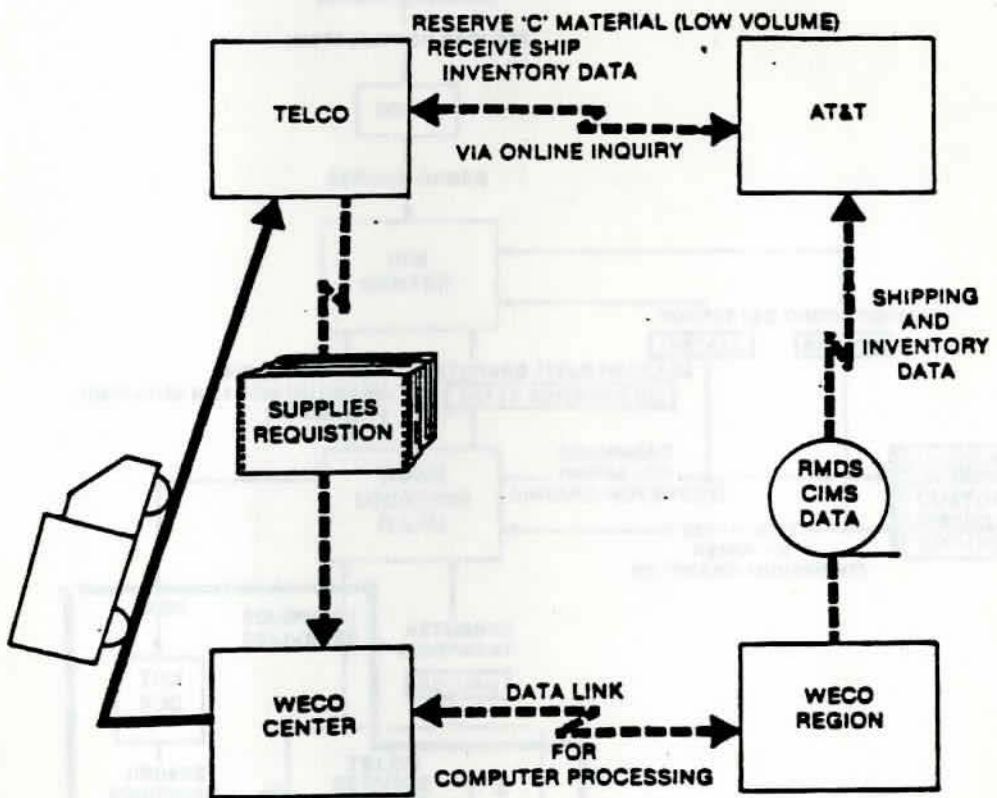 RESERVE 'C' MATERIAL (LOW VOLUME)
RECEIVE SHIP
INVENTORY DATA
TELCO
AT&T
VIA ONLINE INQUIRY
SHIPPING
AND
INVENTORY
DATA
SUPPLIES
REQUISTION
RMDS
CIMS
DATA
WECO
CENTER
DATA LINK
FOR
COMPUTER PROCESSING
WECO
REGION